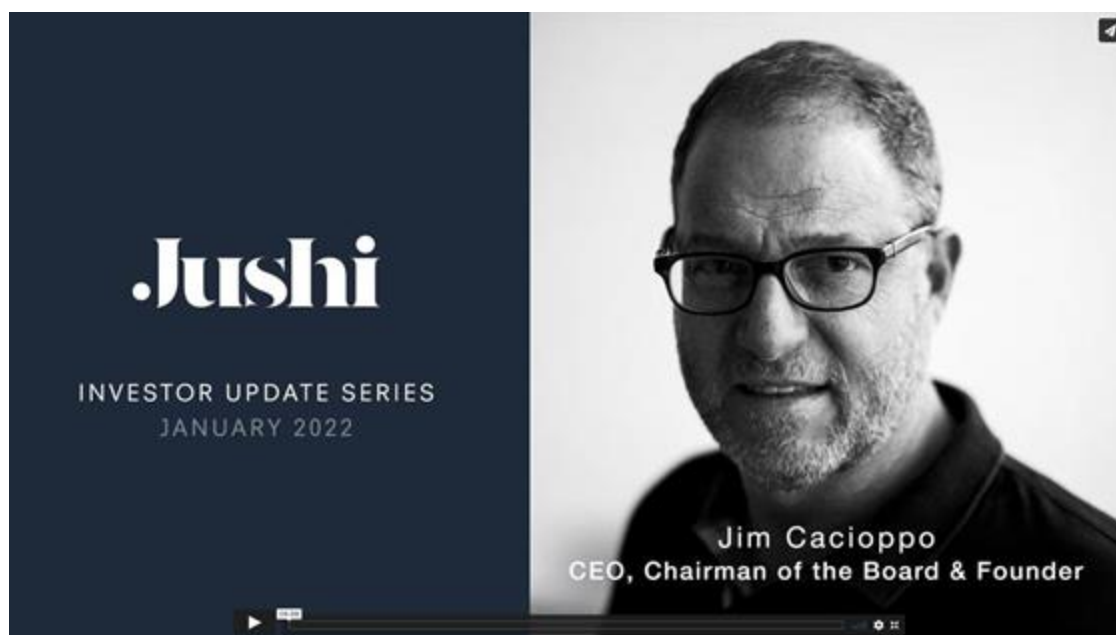 Jushi
INVESTOR UPDATE SERIES
JANUARY 2022
Jim Cacioppo
CEO, Chairman of the Board & Founder